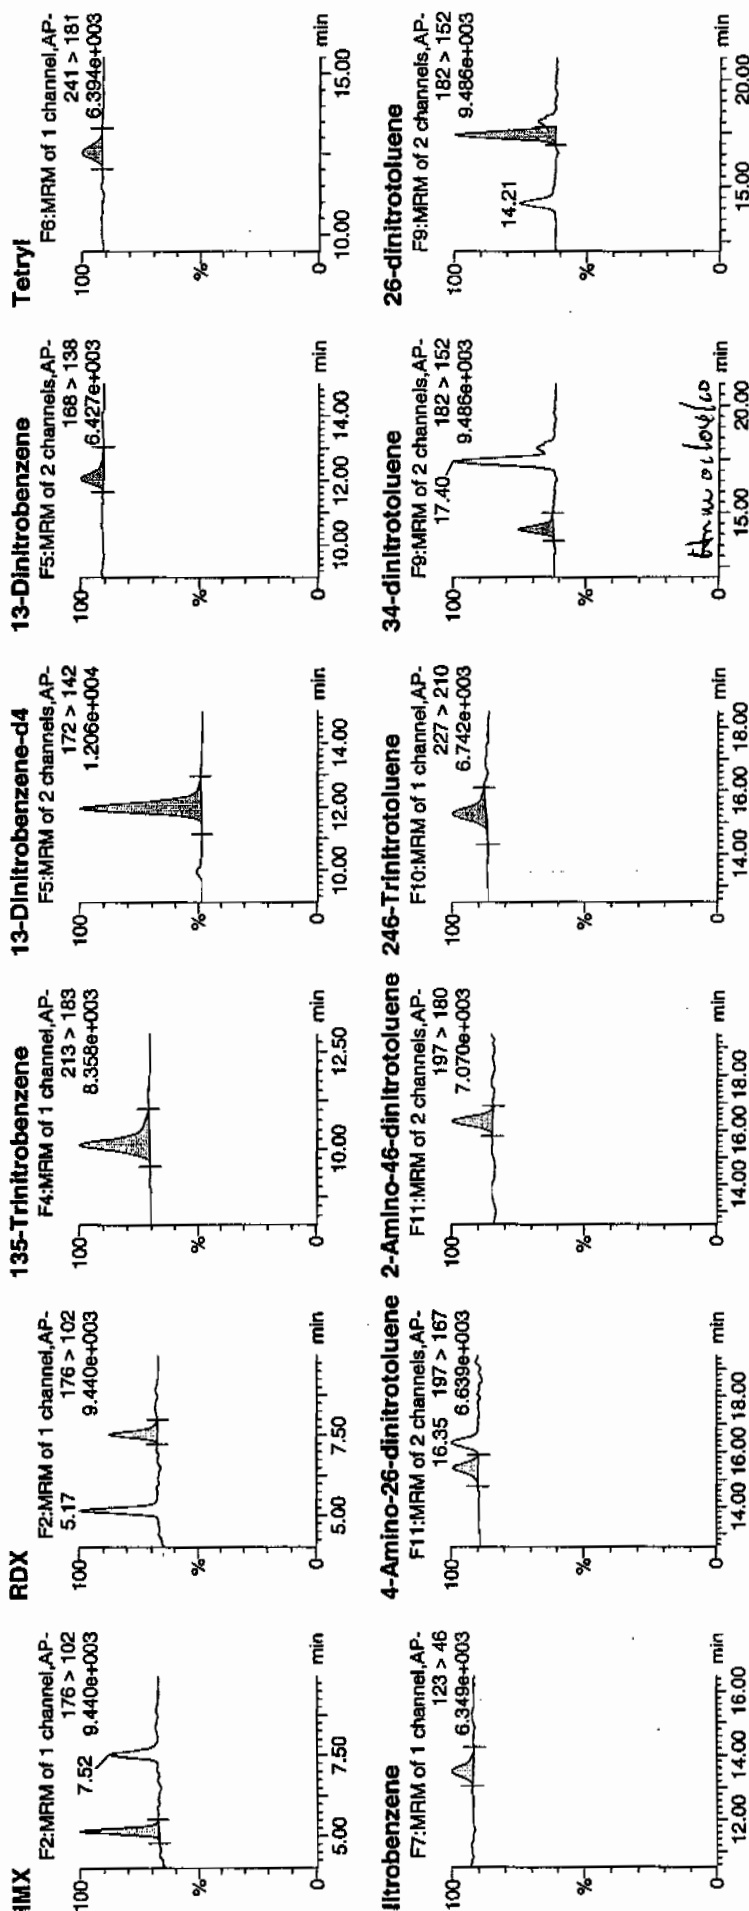 HMX
F2:MRM of 1 channel,AP-
176 > 102
9.440e+003
7.52
100
%
0
5.00 7.50 min
RDX
F2:MRM of 1 channel,AP-
5.17 176 > 102
9.440e+003
100
%
0
5.00 7.50 min
135-Trinitrobenzene
F4:MRM of 1 channel,AP-
213 > 183
8.358e+003
100
%
0
10.00 12.50 min
13-Dinitrobenzene-d4
F5:MRM of 2 channels,AP-
172 > 142
1.206e+004
100
%
0
10.00 12.00 14.00 min
13-Dinitrobenzene
F5:MRM of 2 channels,AP-
168 > 138
6.427e+003
100
%
0
10.00 12.00 14.00 min
Tetryl
F6:MRM of 1 channel,AP-
241 > 181
6.394e+003
100
%
0
10.00 15.00 min
itrobenzene
F7:MRM of 1 channel,AP-
123 > 46
6.349e+003
100
%
0
12.00 14.00 16.00 min
4-Amino-26-dinitrotoluene
F11:MRM of 2 channels,AP-
16.35 197 > 167
6.639e+003
100
%
0
14.00 16.00 18.00 min
2-Amino-46-dinitrotoluene
F11:MRM of 2 channels,AP-
197 > 180
7.070e+003
100
%
0
14.00 16.00 18.00 min
246-Trinitrotoluene
F10:MRM of 1 channel,AP-
227 > 210
6.742e+003
100
%
0
14.00 16.00 18.00 min
34-dinitrotoluene
F9:MRM of 2 channels,AP-
182 > 152
17.40 9.486e+003
100
%
0
15.00 20.00 min
26-dinitrotoluene
F9:MRM of 2 channels,AP-
182 > 152
9.486e+003
14.21
100
%
0
15.00 20.00 min